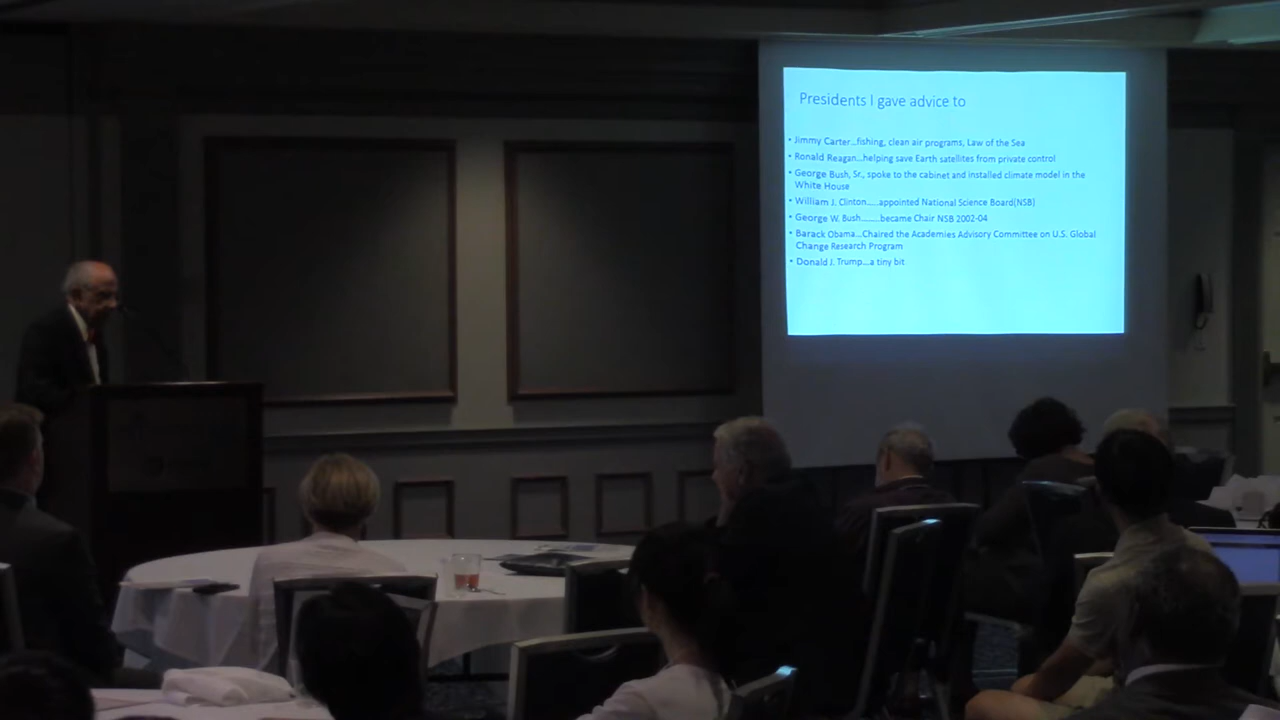 Presidents I gave advice to
• Jimmy Carter...fishing, clean air programs, Law of the Sea
• Ronald Reagan...helping save Earth satellites from private control
• George Bush, Sr., spoke to the cabinet and installed climate model in the
White House
• William J. Clinton.....appointed National Science Board(NSB)
• George W. Bush........became Chair NSB 2002-04
• Barack Obama...Chaired the Academies Advisory Committee on U.S. Global
Change Research Program
• Donald J. Trump...a tiny bit